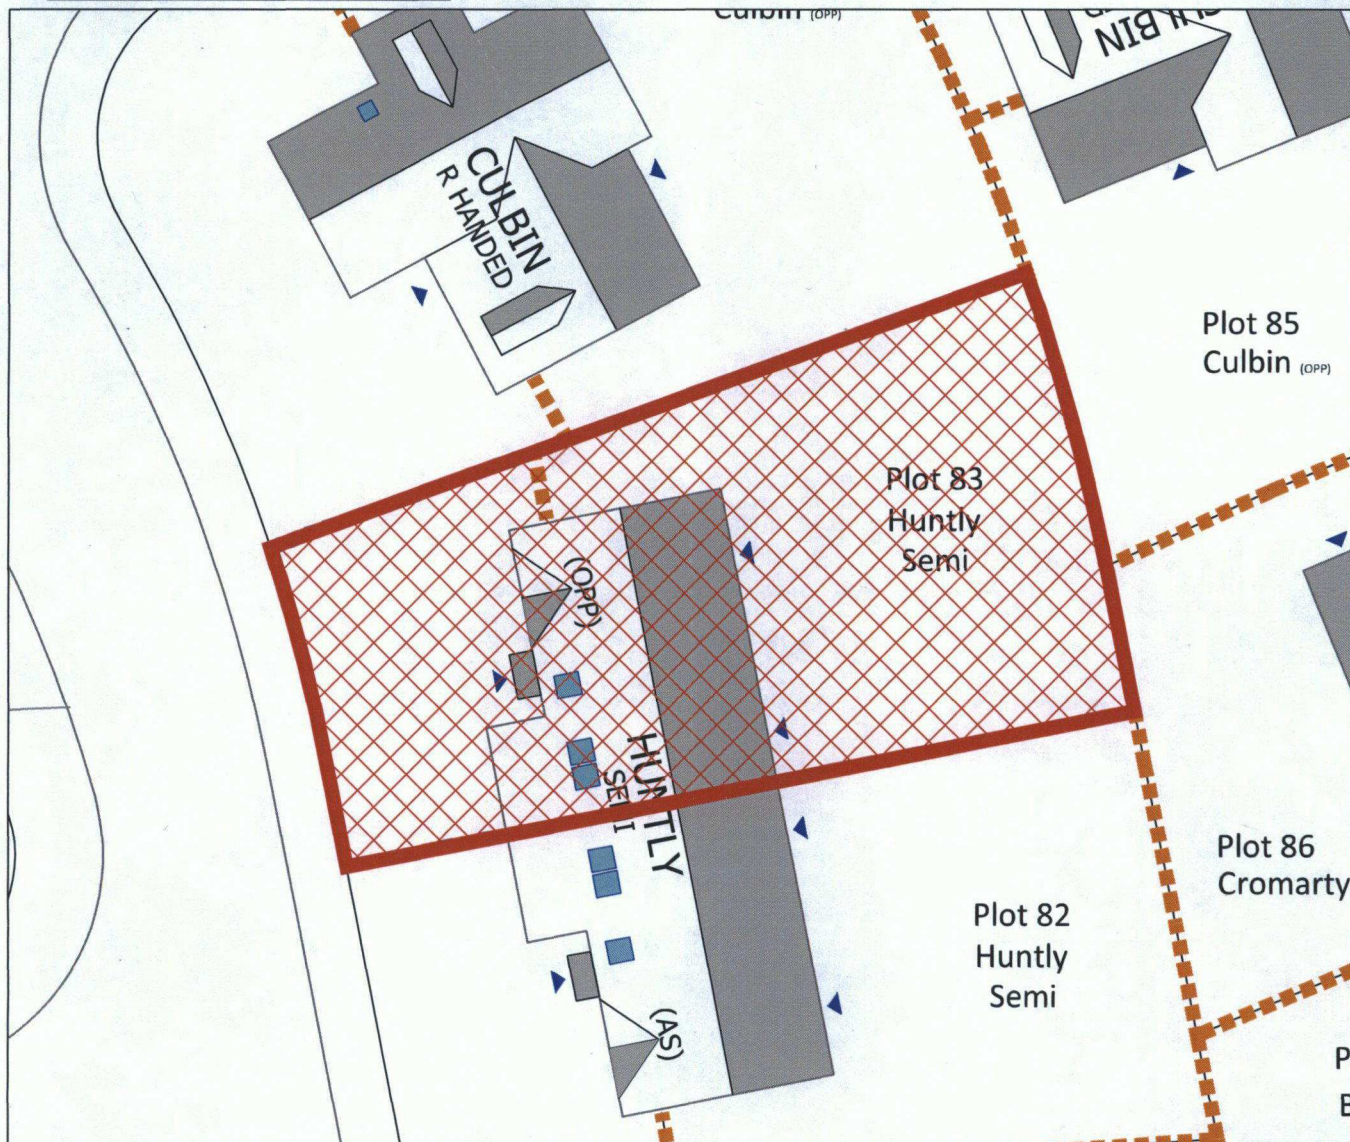 Culbin (OPP)
CULBIN
CULBIN
R HANDED
Plot 85
Culbin (OPP)
Plot 83
Huntly
Semi
(OPP)
HUNTLY
SEMI
Plot 86
Cromarty
Plot 82
Huntly
Semi
(AS)
P
B